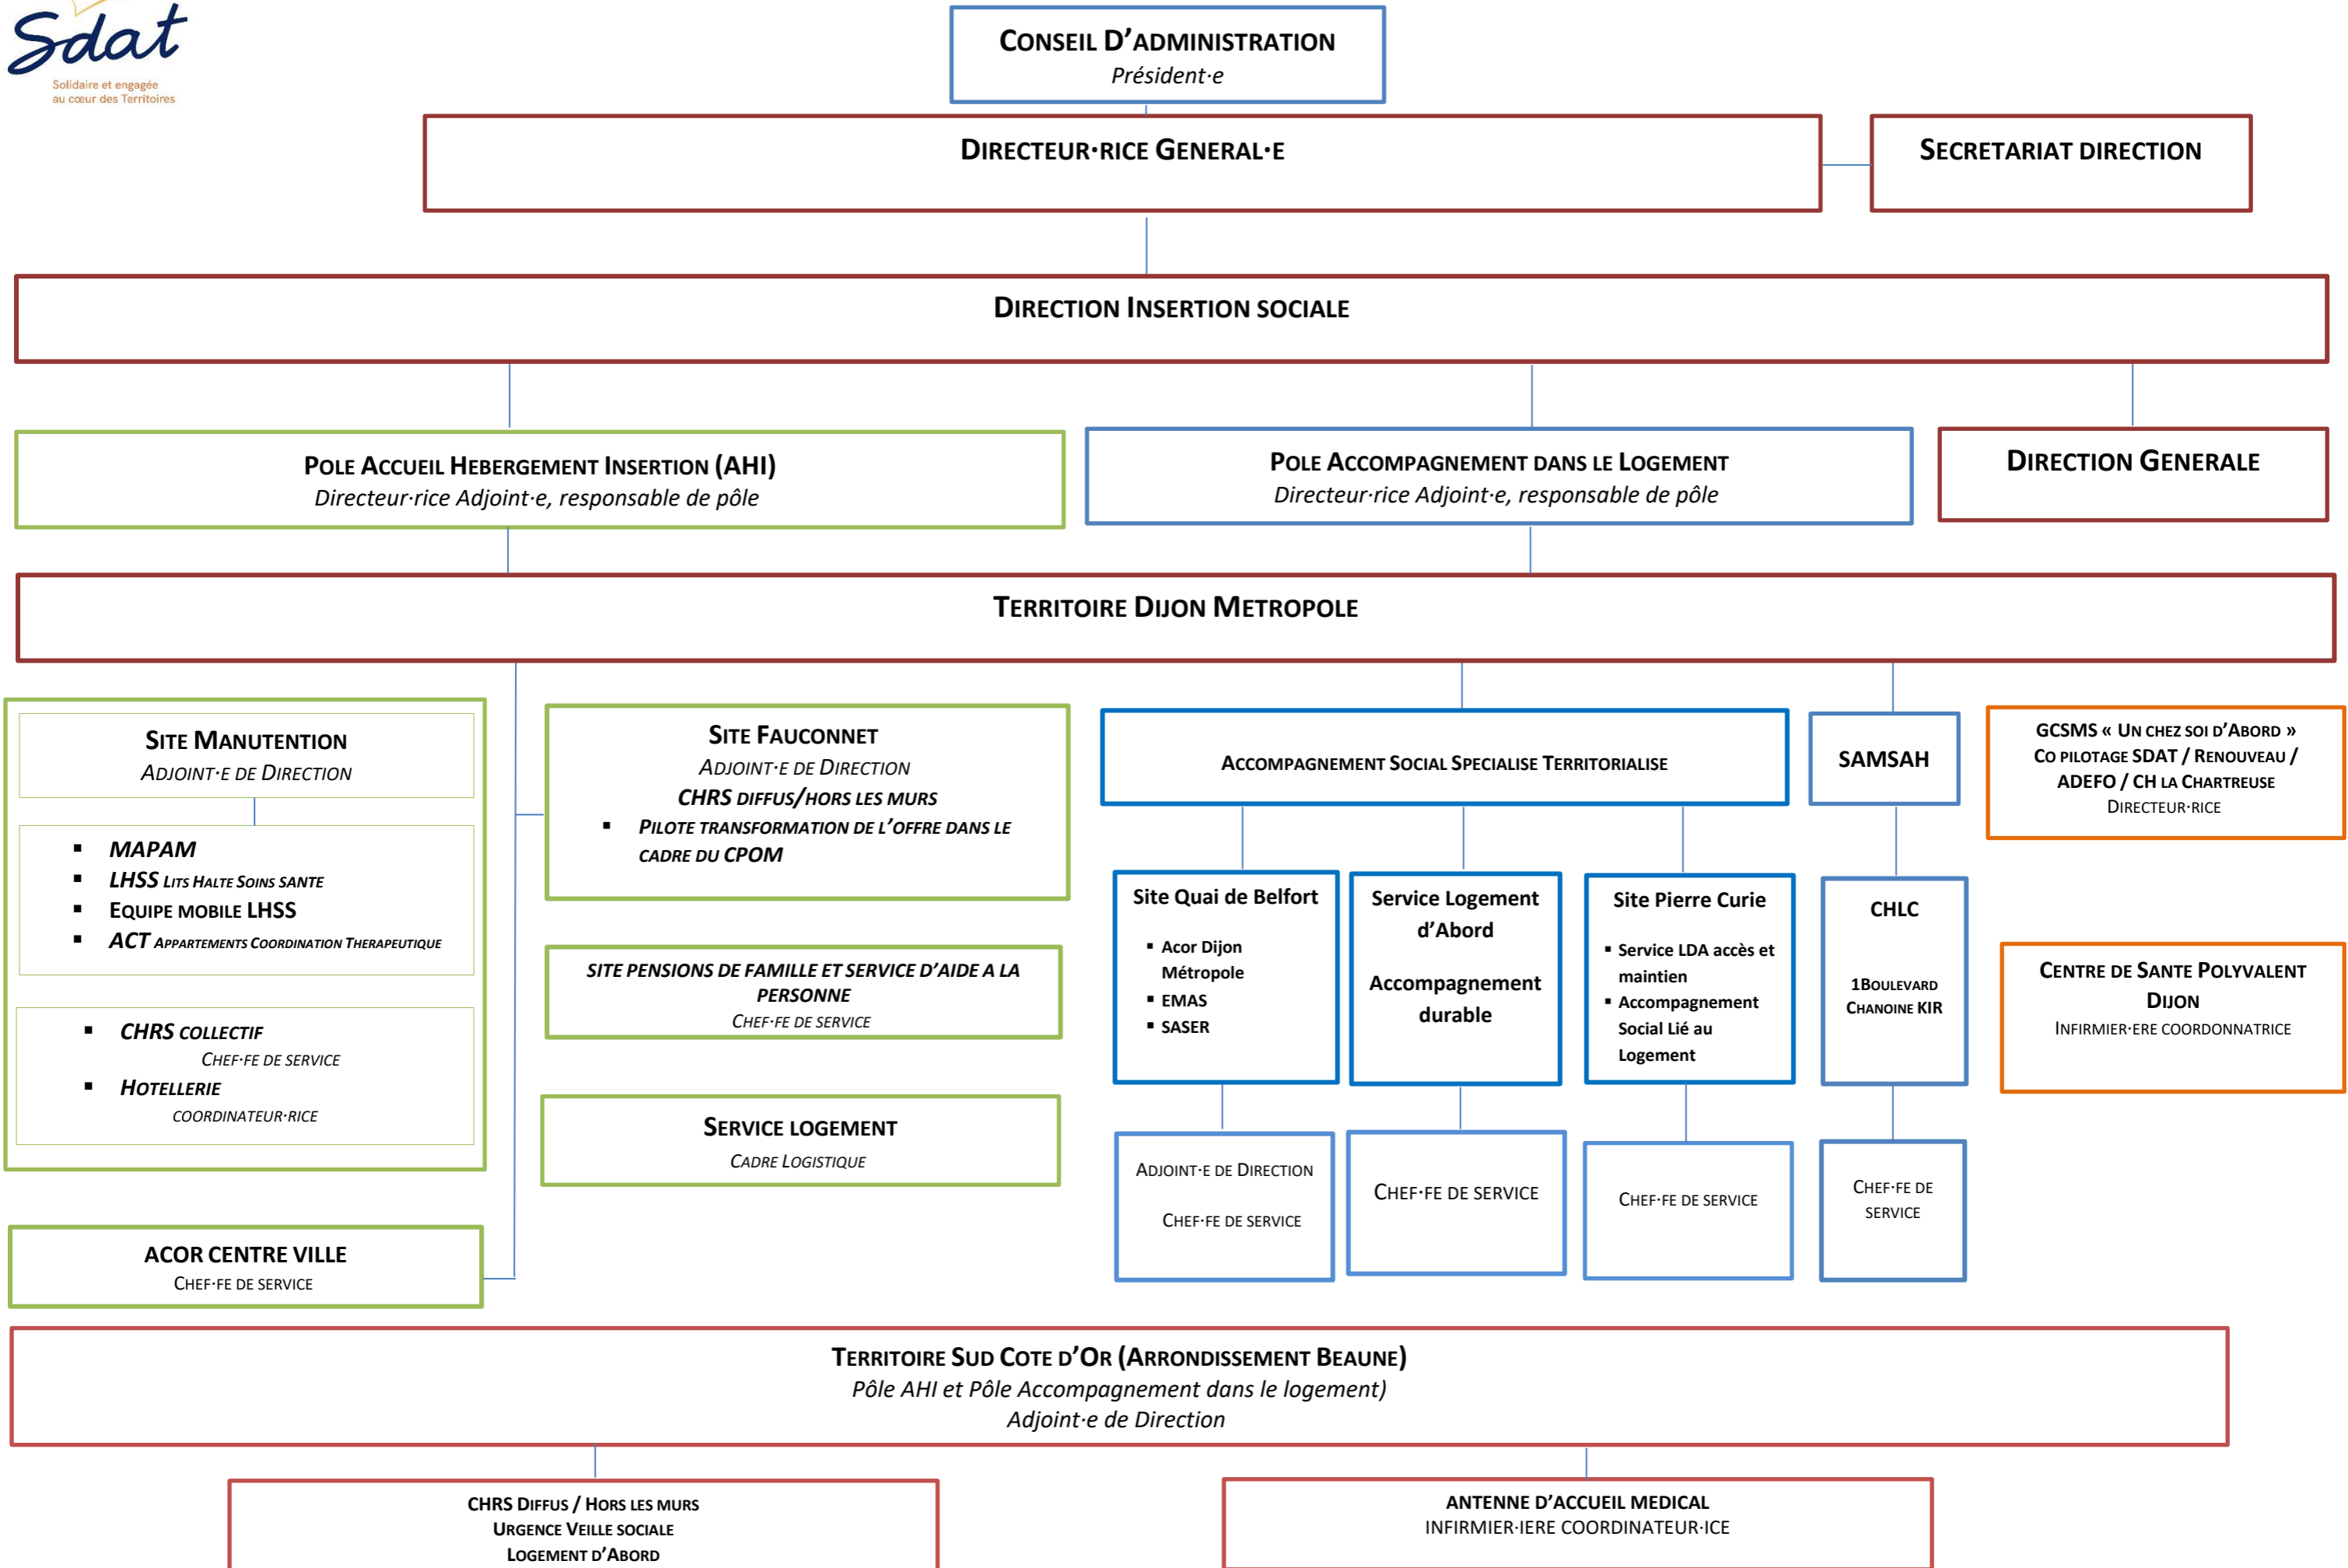 Sdat
Solidaire et engagée
au cœur des Territoires
CONSEIL D'ADMINISTRATION
Président·e
DIRECTEUR·RICE GENERAL·E
SECRETARIAT DIRECTION
DIRECTION INSERTION SOCIALE
POLE ACCUEIL HEBERGEMENT INSERTION (AHI)
Directeur·rice Adjoint·e, responsable de pôle
POLE ACCOMPAGNEMENT DANS LE LOGEMENT
Directeur·rice Adjoint·e, responsable de pôle
DIRECTION GENERALE
TERRITOIRE DIJON METROPOLE
SITE MANUTENTION
ADJOINT·E DE DIRECTION
▪ MAPAM
▪ LHSS LITS HALTE SOINS SANTE
▪ EQUIPE MOBILE LHSS
▪ ACT APPARTEMENTS COORDINATION THERAPEUTIQUE
▪ CHRS COLLECTIF
CHEF·FE DE SERVICE
▪ HOTELLERIE
COORDINATEUR·RICE
ACOR CENTRE VILLE
CHEF·FE DE SERVICE
SITE FAUCONNET
ADJOINT·E DE DIRECTION
CHRS DIFFUS/HORS LES MURS
▪ PILOTE TRANSFORMATION DE L'OFFRE DANS LE
CADRE DU CPOM
SITE PENSIONS DE FAMILLE ET SERVICE D'AIDE A LA
PERSONNE
CHEF·FE DE SERVICE
SERVICE LOGEMENT
CADRE LOGISTIQUE
ACCOMPAGNEMENT SOCIAL SPECIALISE TERRITORIALISE
Site Quai de Belfort
▪ Acor Dijon
Métropole
▪ EMAS
▪ SASER
ADJOINT·E DE DIRECTION
CHEF·FE DE SERVICE
Service Logement
d'Abord
Accompagnement
durable
CHEF·FE DE SERVICE
Site Pierre Curie
▪ Service LDA accès et
maintien
▪ Accompagnement
Social Lié au
Logement
CHEF·FE DE SERVICE
SAMSAH
CHLC
1BOULEVARD
CHANOINE KIR
CHEF·FE DE
SERVICE
GCSMS « UN CHEZ SOI D'ABORD »
CO PILOTAGE SDAT / RENOUVEAU /
ADEFO / CH LA CHARTREUSE
DIRECTEUR·RICE
CENTRE DE SANTE POLYVALENT
DIJON
INFIRMIER·ERE COORDONNATRICE
TERRITOIRE SUD COTE D'OR (ARRONDISSEMENT BEAUNE)
Pôle AHI et Pôle Accompagnement dans le logement)
Adjoint·e de Direction
CHRS DIFFUS / HORS LES MURS
URGENCE VEILLE SOCIALE
LOGEMENT D'ABORD
ANTENNE D'ACCUEIL MEDICAL
INFIRMIER·IERE COORDINATEUR·ICE